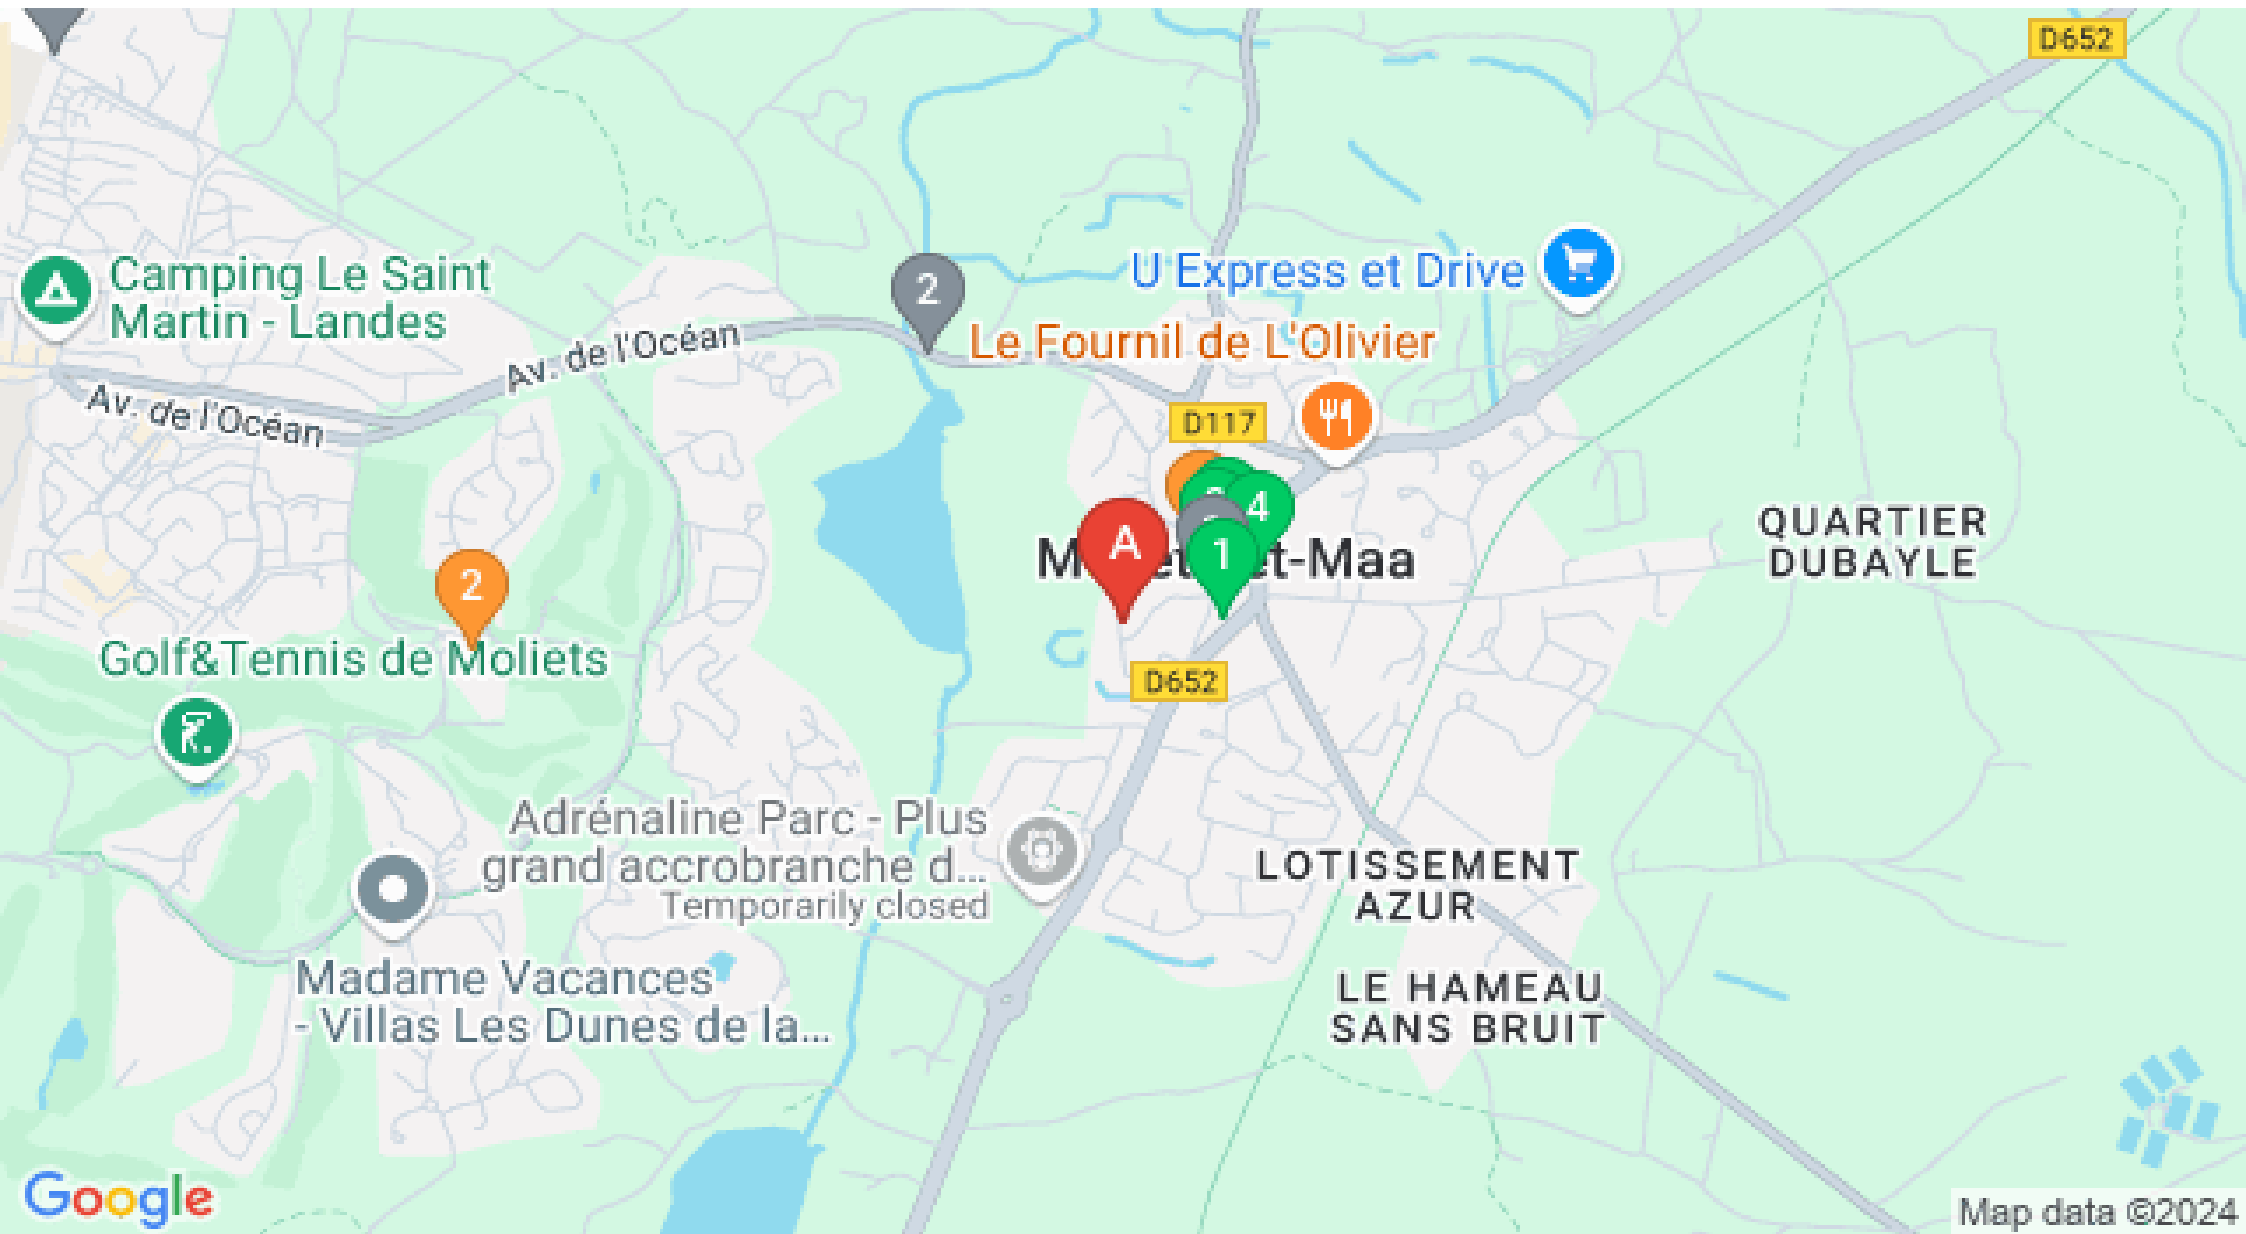 D652
Camping Le Saint
Martin - Landes
Av. de l'Océan
Av. de l'Océan
2
U Express et Drive
Le Fournil de L'Olivier
D117
4
A
1
2
QUARTIER
DUBAYLE
Golf&Tennis de Moliets
D652
Adrénaline Parc - Plus
grand accrobranche d...
Temporarily closed
LOTISSEMENT
AZUR
Madame Vacances
- Villas Les Dunes de la...
LE HAMEAU
SANS BRUIT
Google
Map data ©2024